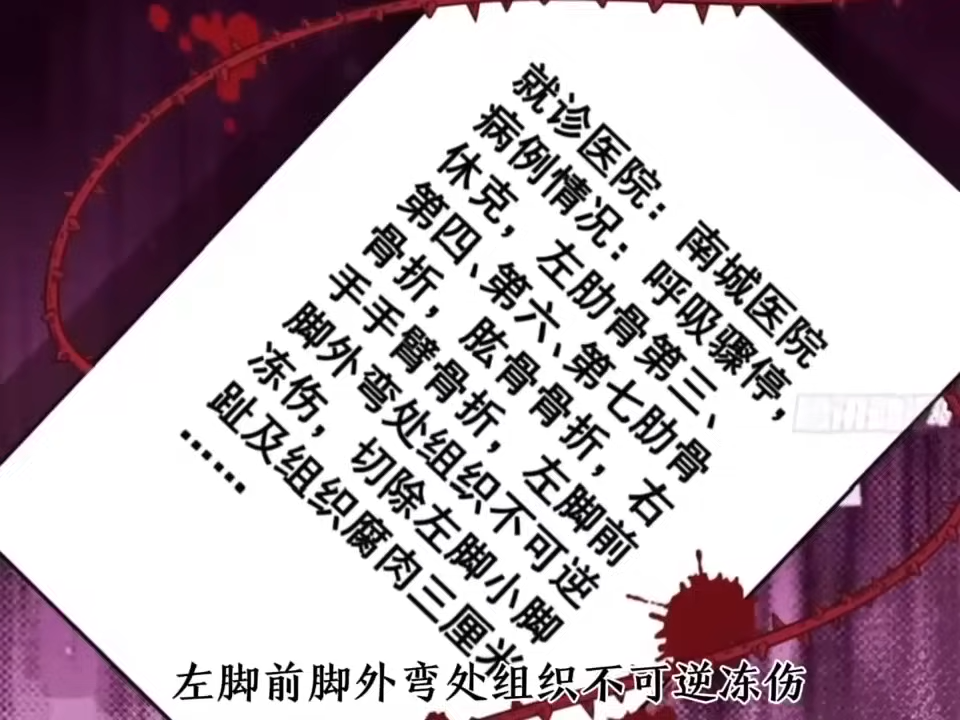 就诊医院：南城医院
病例情况：呼吸骤停，
休克，左肋骨第三、
第四、第六、第七肋骨
骨折，肱骨骨折，右
手手臂骨折，左脚前
脚外弯处组织不可逆
冻伤，切除左脚小脚
趾及组织腐肉三厘米
······
左脚前脚外弯处组织不可逆冻伤